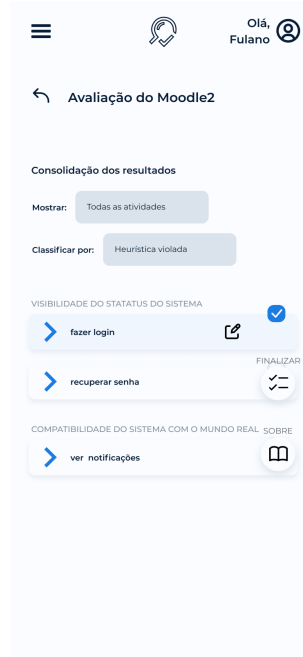 Olá,
Fulano
Avaliação do Moodle2
Consolidação dos resultados
Mostrar: Todas as atividades
Classificar por: Heurística violada
VISIBILIDADE DO STATATUS DO SISTEMA
fazer login
FINALIZAR
recuperar senha
COMPATIBILIDADE DO SISTEMA COM O MUNDO REAL SOBRE
ver notificações